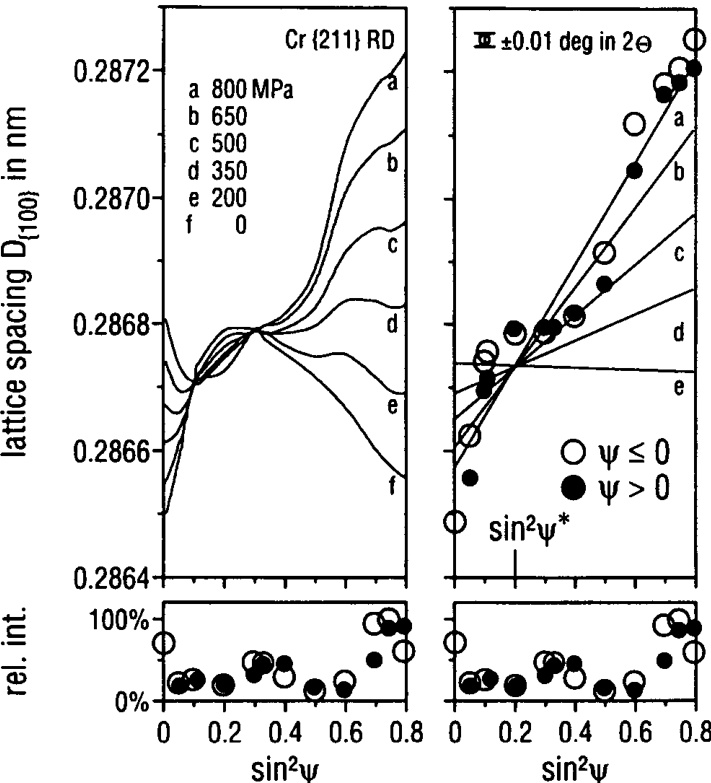 lattice spacing D{100} in nm
0.2872
0.2870
0.2868
0.2866
0.2864
Cr {211} RD
a 800 MPa
b 650
c 500
d 350
e 200
f 0
a
b
c
d
e
f
±0.01 deg in 2Θ
a
b
c
d
e
ψ ≤ 0
ψ > 0
sin²ψ*
rel. int.
100%
0%
0 0.2 0.4 0.6 0.8
sin²ψ
0 0.2 0.4 0.6 0.8
sin²ψ